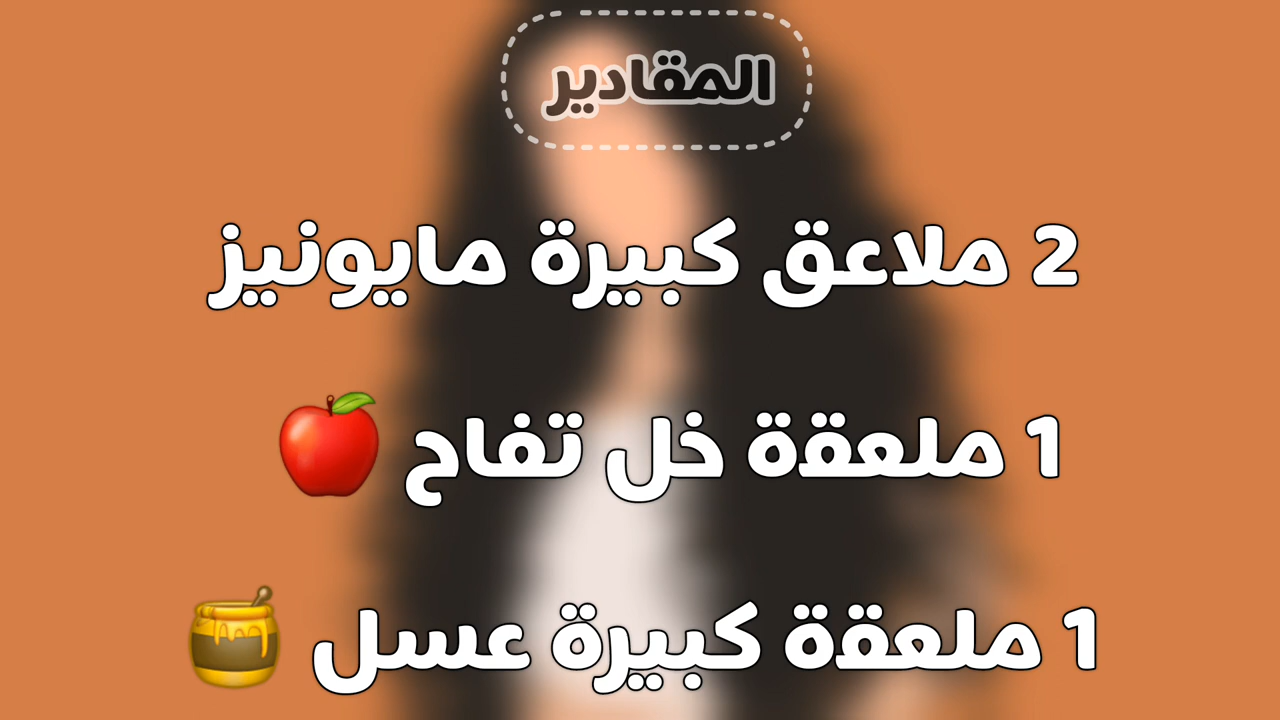 المقادير
2 ملاعق كبيرة مايونيز
1 ملعقة خل تفاح 🍎
1 ملعقة كبيرة عسل 🍯